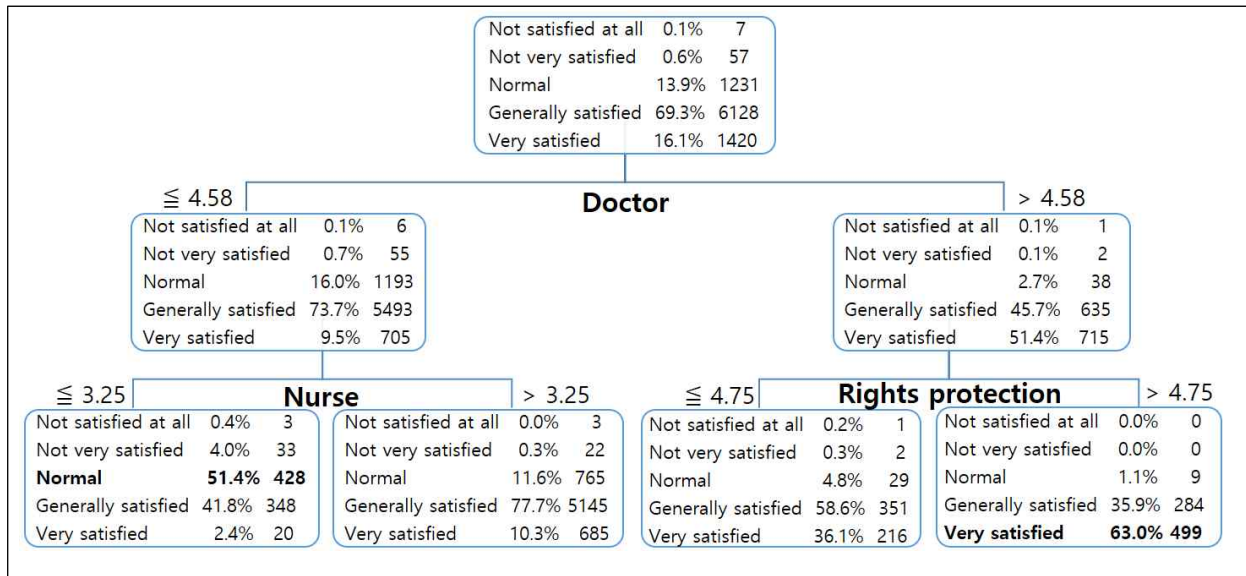 Not satisfied at all 0.1% 7
Not very satisfied 0.6% 57
Normal 13.9% 1231
Generally satisfied 69.3% 6128
Very satisfied 16.1% 1420
≦ 4.58
Doctor
> 4.58
Not satisfied at all 0.1% 6
Not very satisfied 0.7% 55
Normal 16.0% 1193
Generally satisfied 73.7% 5493
Very satisfied 9.5% 705
Not satisfied at all 0.1% 1
Not very satisfied 0.1% 2
Normal 2.7% 38
Generally satisfied 45.7% 635
Very satisfied 51.4% 715
≦ 3.25
Nurse
> 3.25
≦ 4.75
Rights protection
> 4.75
Not satisfied at all 0.4% 3
Not very satisfied 4.0% 33
Normal 51.4% 428
Generally satisfied 41.8% 348
Very satisfied 2.4% 20
Not satisfied at all 0.0% 3
Not very satisfied 0.3% 22
Normal 11.6% 765
Generally satisfied 77.7% 5145
Very satisfied 10.3% 685
Not satisfied at all 0.2% 1
Not very satisfied 0.3% 2
Normal 4.8% 29
Generally satisfied 58.6% 351
Very satisfied 36.1% 216
Not satisfied at all 0.0% 0
Not very satisfied 0.0% 0
Normal 1.1% 9
Generally satisfied 35.9% 284
Very satisfied 63.0% 499